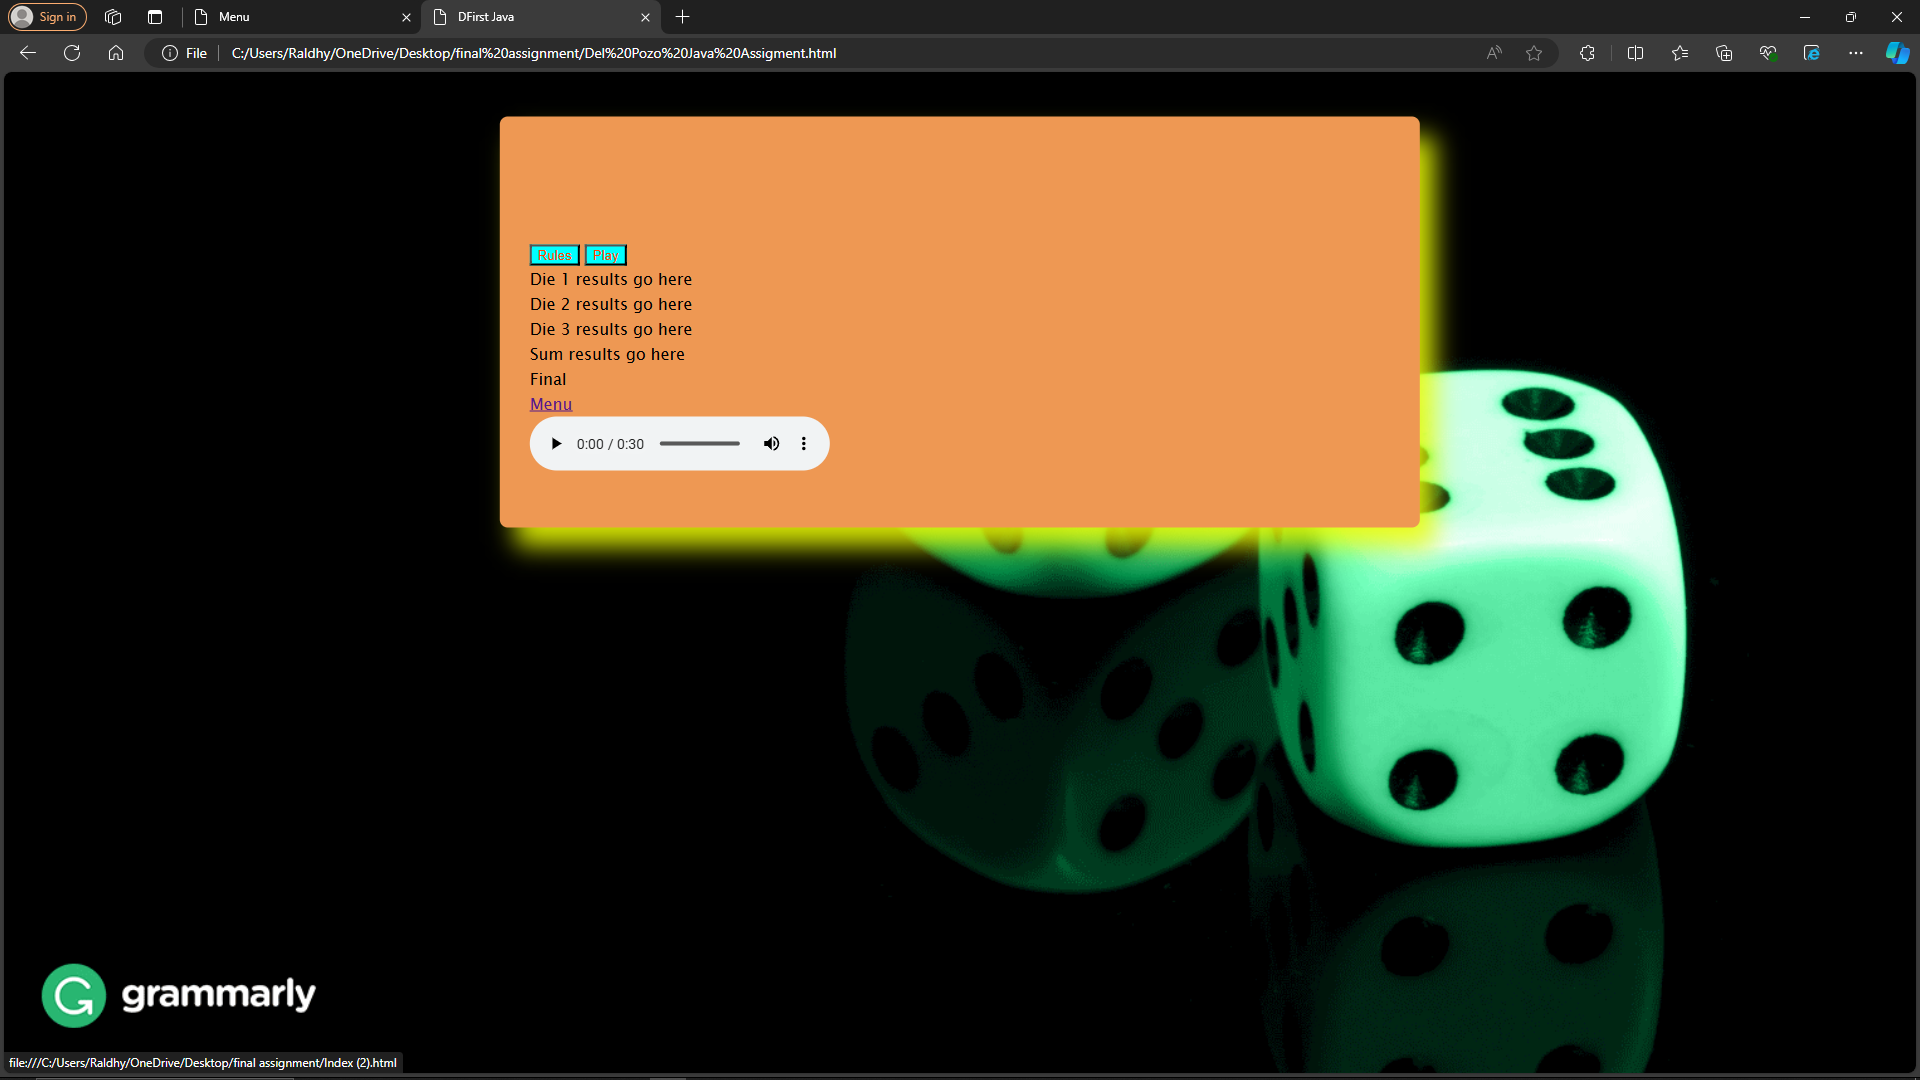 Sign in
Menu
DFirst Java
File
C:/Users/Raldhy/OneDrive/Desktop/final%20assignment/Del%20Pozo%20Java%20Assigment.html
Rules Play
Die 1 results go here
Die 2 results go here
Die 3 results go here
Sum results go here
Final
Menu
0:00 / 0:30
grammarly
file:///C:/Users/Raldhy/OneDrive/Desktop/final assignment/Index (2).html